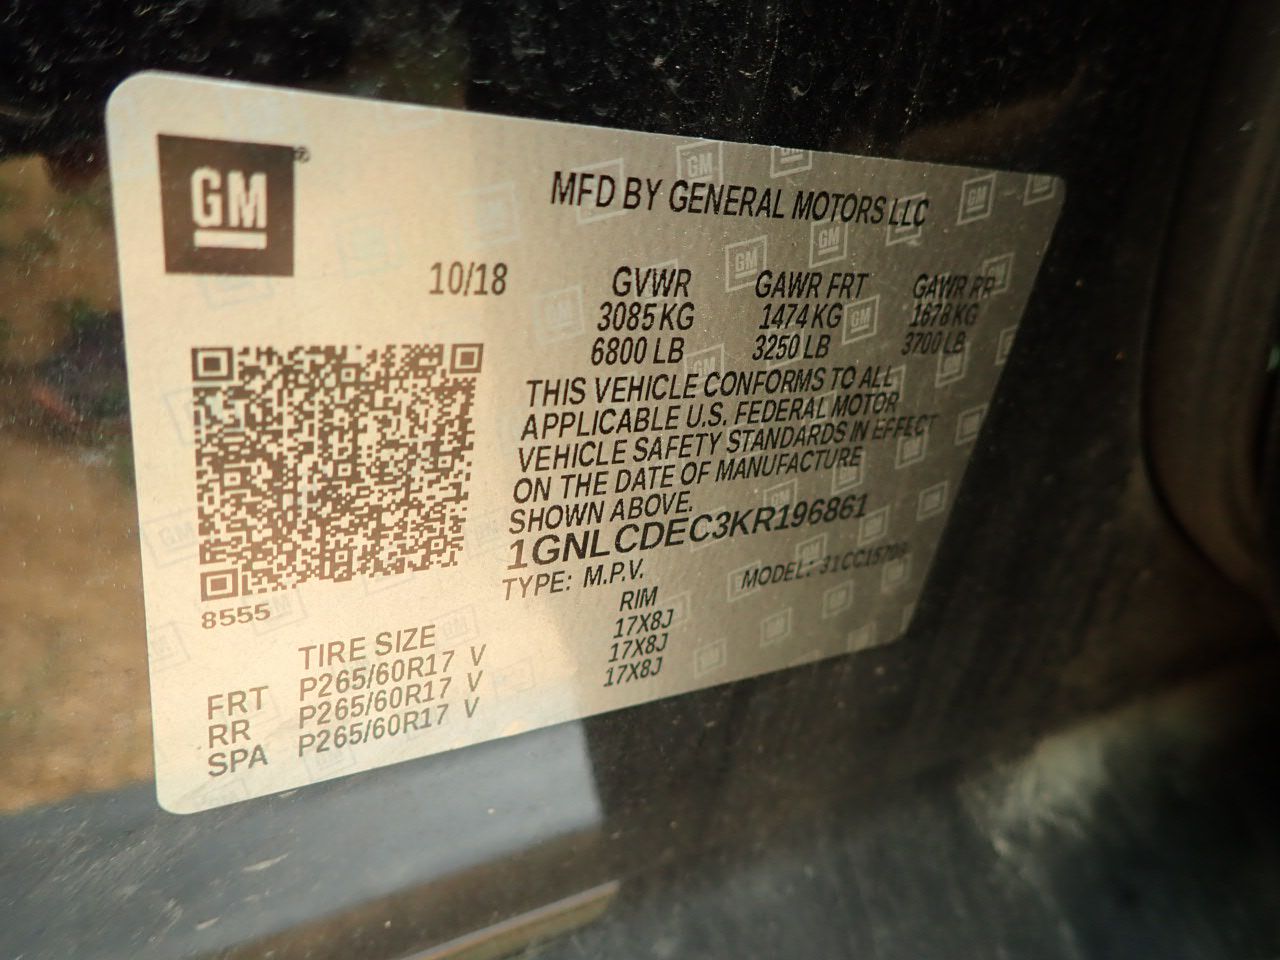 GM
MFD BY GENERAL MOTORS LLC
10/18 GVWR GAWR FRT GAWR RR
3085 KG 1474 KG 1678 KG
6800 LB 3250 LB 3700 LB
THIS VEHICLE CONFORMS TO ALL
APPLICABLE U.S. FEDERAL MOTOR
VEHICLE SAFETY STANDARDS IN EFFECT
ON THE DATE OF MANUFACTURE
SHOWN ABOVE.
1GNLCDEC3KR196861
TYPE: M.P.V. MODEL:
8555
TIRE SIZE RIM
FRT P265/60R17 V 17X8J
RR P265/60R17 V 17X8J
SPA P265/60R17 V 17X8J